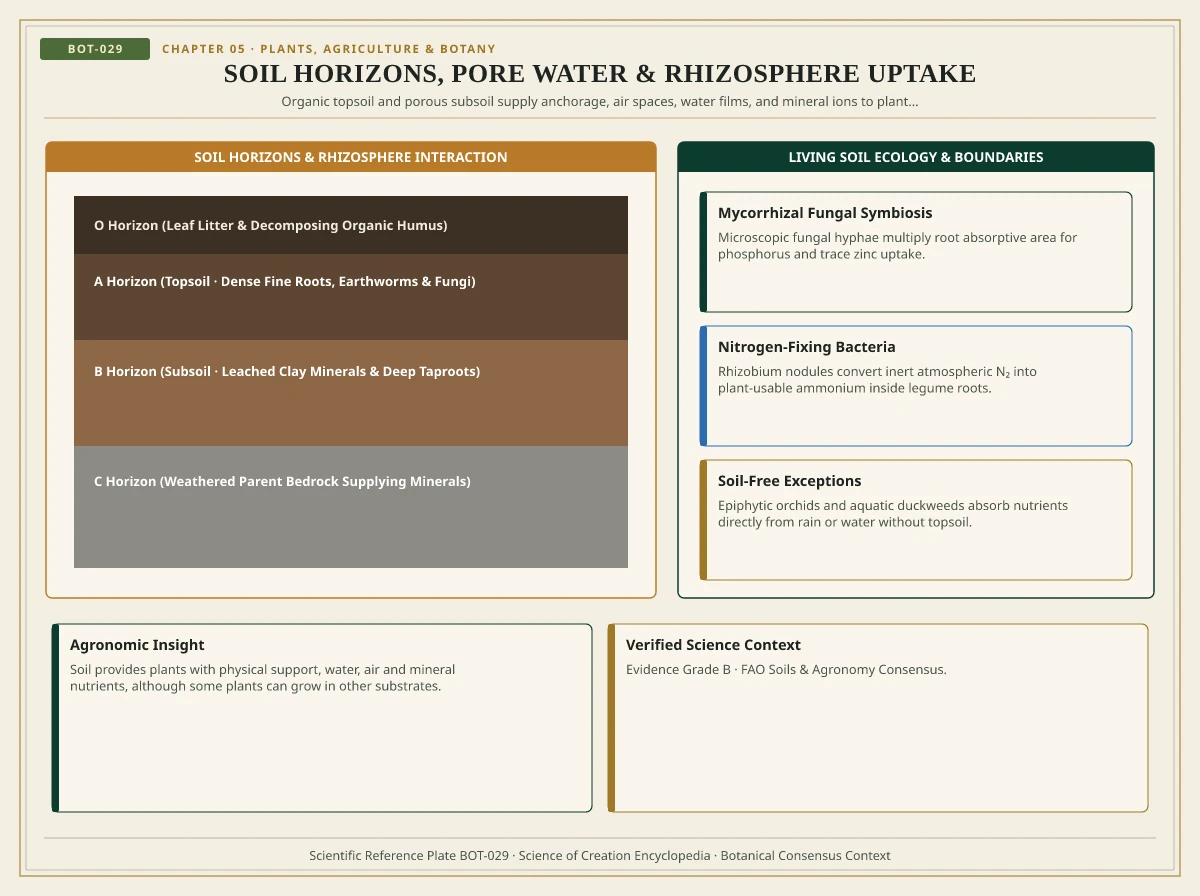 BOT-029
CHAPTER 05 · PLANTS, AGRICULTURE & BOTANY
SOIL HORIZONS, PORE WATER & RHIZOSPHERE UPTAKE
Organic topsoil and porous subsoil supply anchorage, air spaces, water films, and mineral ions to plant...
SOIL HORIZONS & RHIZOSPHERE INTERACTION
O Horizon (Leaf Litter & Decomposing Organic Humus)
A Horizon (Topsoil · Dense Fine Roots, Earthworms & Fungi)
B Horizon (Subsoil · Leached Clay Minerals & Deep Taproots)
C Horizon (Weathered Parent Bedrock Supplying Minerals)
LIVING SOIL ECOLOGY & BOUNDARIES
Mycorrhizal Fungal Symbiosis
Microscopic fungal hyphae multiply root absorptive area for
phosphorus and trace zinc uptake.
Nitrogen-Fixing Bacteria
Rhizobium nodules convert inert atmospheric N₂ into
plant-usable ammonium inside legume roots.
Soil-Free Exceptions
Epiphytic orchids and aquatic duckweeds absorb nutrients
directly from rain or water without topsoil.
Agronomic Insight
Soil provides plants with physical support, water, air and mineral
nutrients, although some plants can grow in other substrates.
Verified Science Context
Evidence Grade B · FAO Soils & Agronomy Consensus.
Scientific Reference Plate BOT-029 · Science of Creation Encyclopedia · Botanical Consensus Context